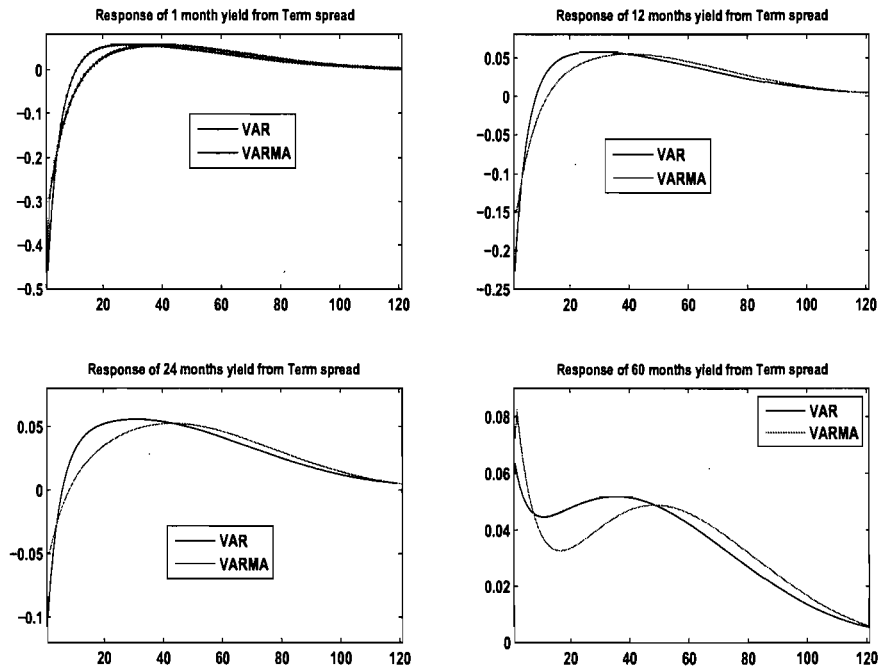 Response of 1 month yield from Term spread
0
−0.1
−0.2
−0.3
−0.4
−0.5
VAR
VARMA
20 40 60 80 100 120
Response of 12 months yield from Term spread
0.05
0
−0.05
−0.1
−0.15
−0.2
−0.25
VAR
VARMA
20 40 60 80 100 120
Response of 24 months yield from Term spread
0.05
0
−0.05
−0.1
VAR
VARMA
20 40 60 80 100 120
Response of 60 months yield from Term spread
0.08
0.06
0.04
0.02
0
VAR
VARMA
20 40 60 80 100 120